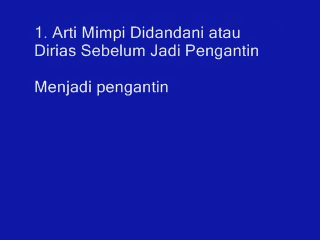 1. Arti Mimpi Didandani atau
Dirias Sebelum Jadi Pengantin
Menjadi pengantin